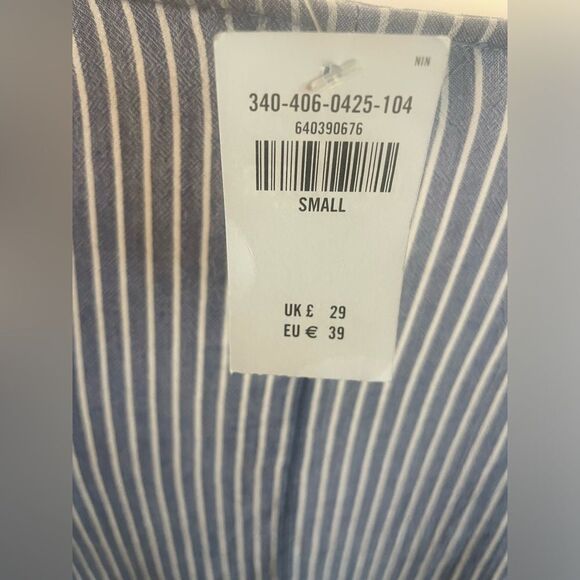 NIN
340-406-0425-104
640390676
SMALL
UK £ 29
EU € 39